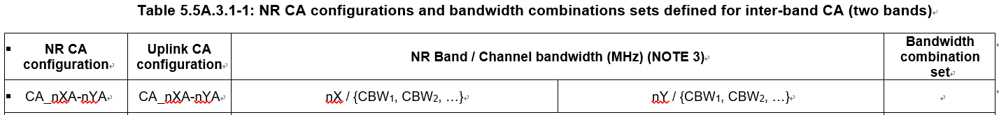 Table 5.5A.3.1-1: NR CA configurations and bandwidth combinations sets defined for inter-band CA (two bands)
NR CA
configuration
Uplink CA
configuration
NR Band / Channel bandwidth (MHz) (NOTE 3)
Bandwidth
combination
set
CA_nXA-nYA
CA_nXA-nYA
nX / {CBW₁, CBW₂, …}
nY / {CBW₁, CBW₂, …}